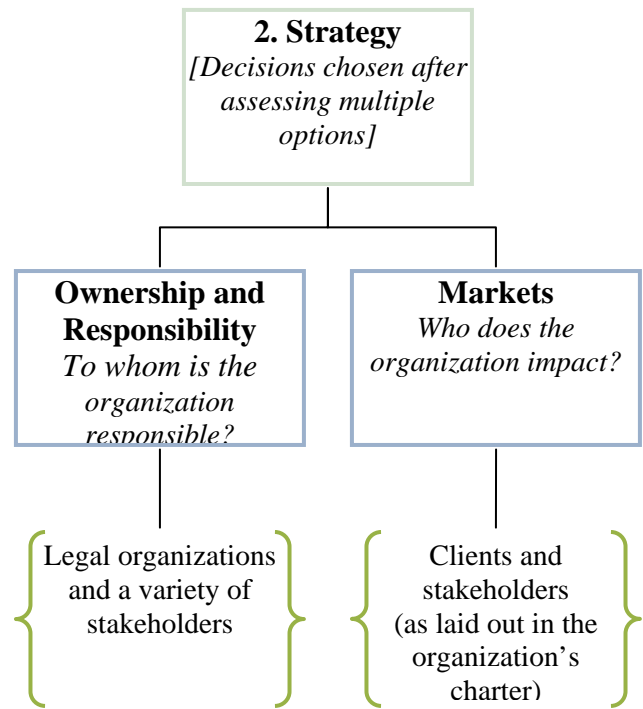 2. Strategy
[Decisions chosen after
assessing multiple
options]
Ownership and
Responsibility
To whom is the
organization
responsible?
Markets
Who does the
organization impact?
Legal organizations
and a variety of
stakeholders
Clients and
stakeholders
(as laid out in the
organization’s
charter)